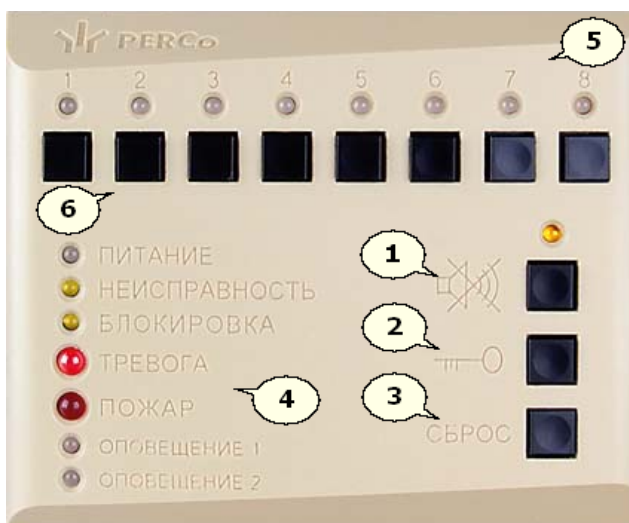 PERCo
5
1 2 3 4 5 6 7 8
6
1
ПИТАНИЕ
НЕИСПРАВНОСТЬ
2
БЛОКИРОВКА
ТРЕВОГА
4
3
ПОЖАР
СБРОС
ОПОВЕЩЕНИЕ 1
ОПОВЕЩЕНИЕ 2